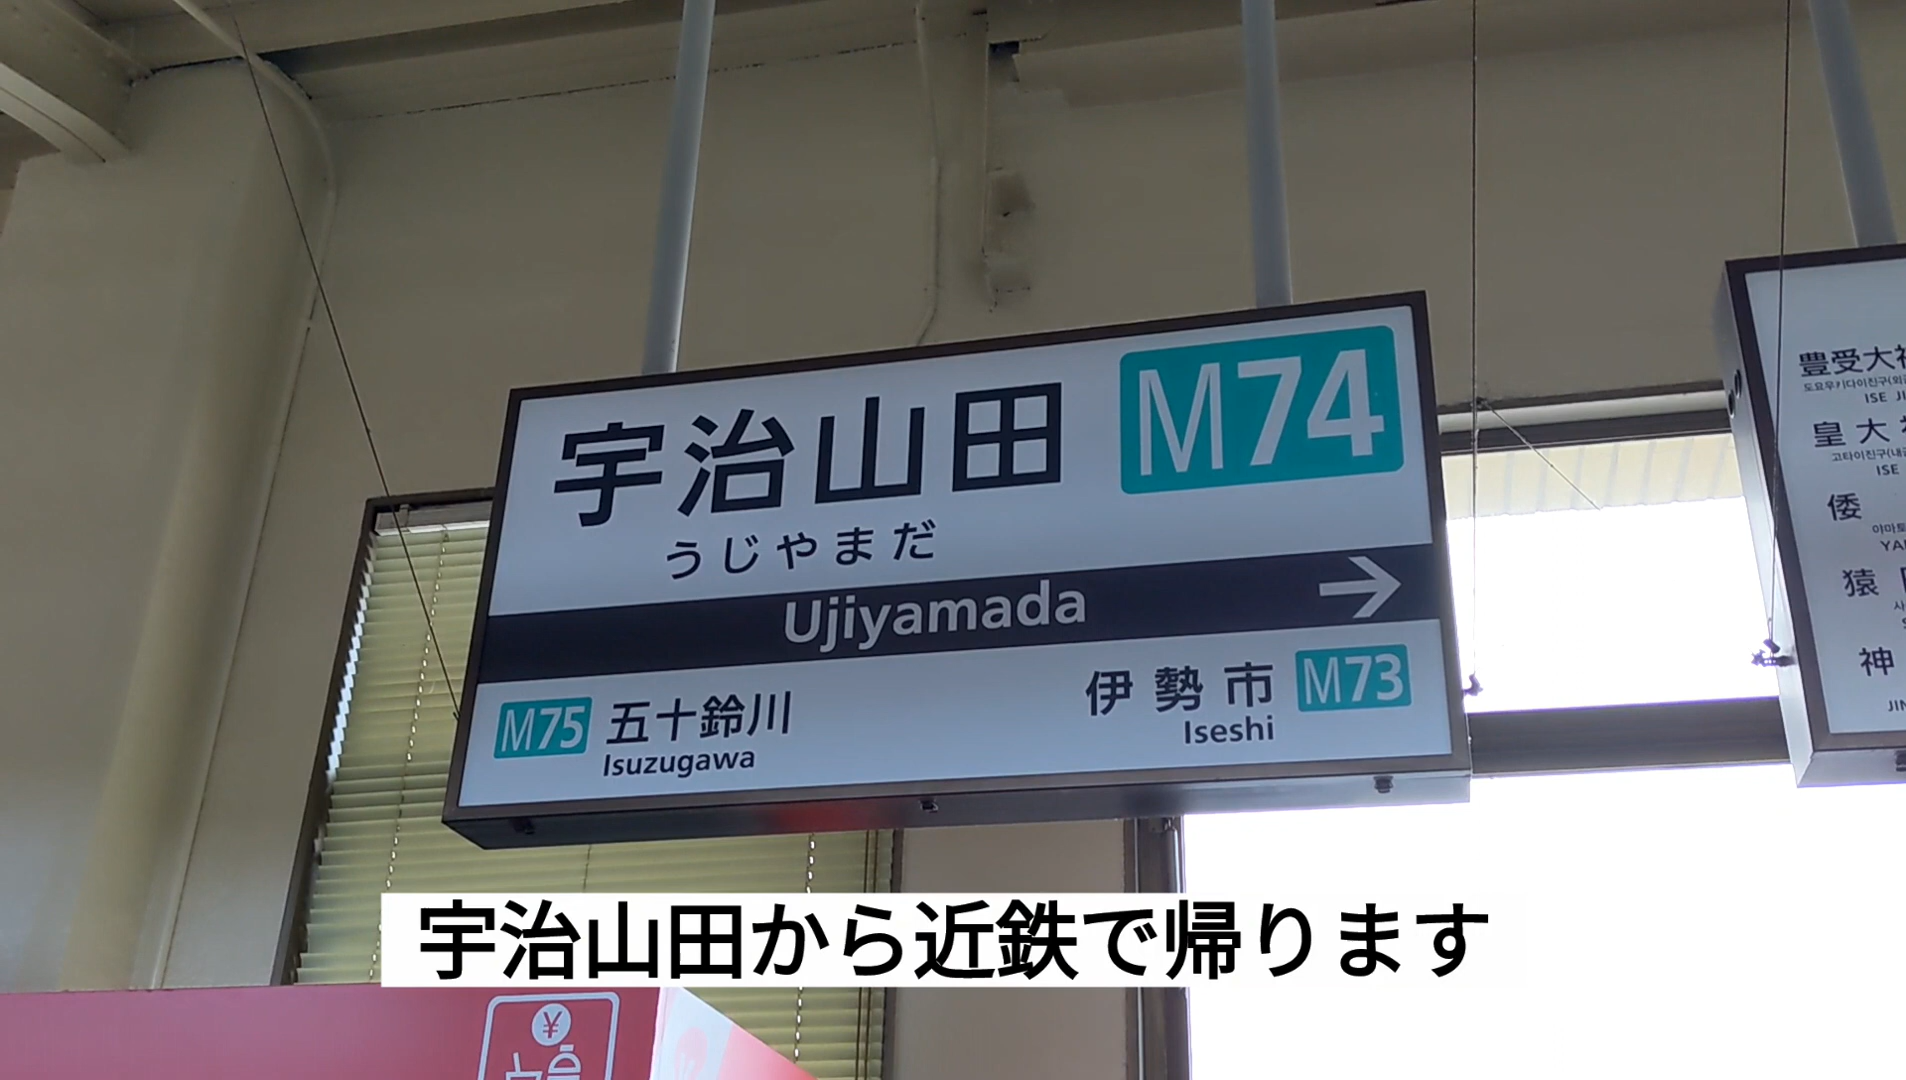 宇治山田 M74
うじやまだ
Ujiyamada →
M75 五十鈴川
Isuzugawa
伊勢市 M73
Iseshi
豊受大
ISE
皇大
ISE
倭
猿
神
宇治山田から近鉄で帰ります
¥